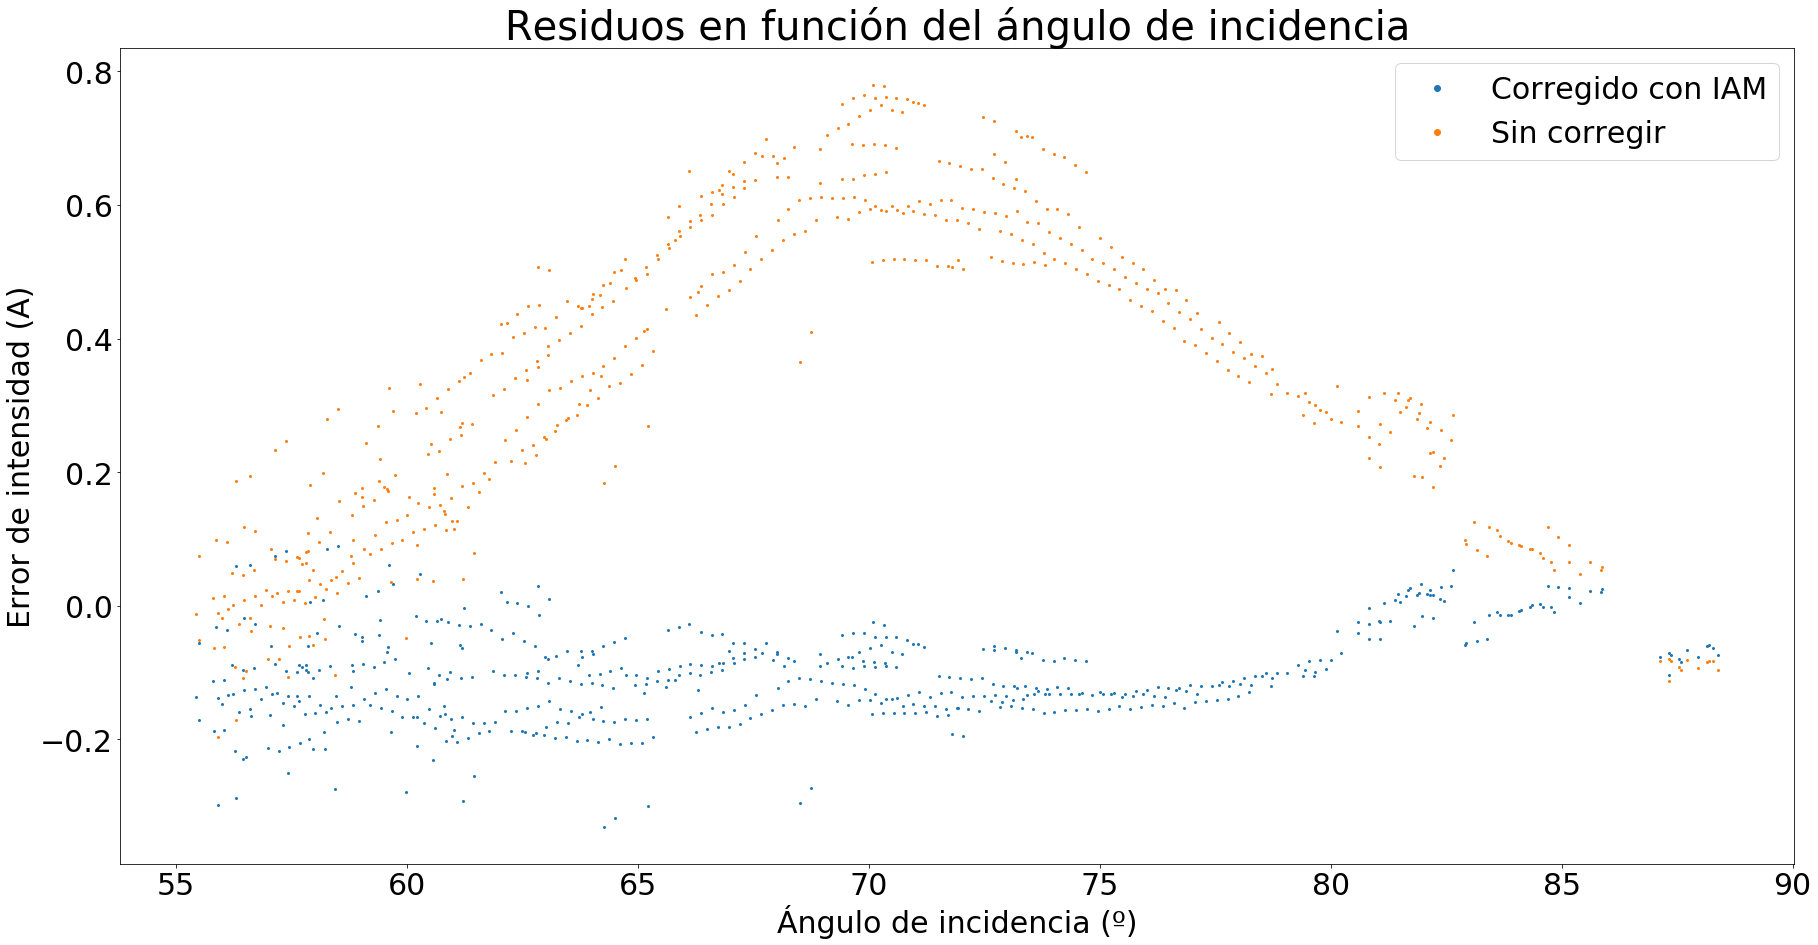 Residuos en función del ángulo de incidencia
Corregido con IAM
Sin corregir
Error de intensidad (A)
0.8
0.6
0.4
0.2
0.0
−0.2
55 60 65 70 75 80 85 90
Ángulo de incidencia (º)